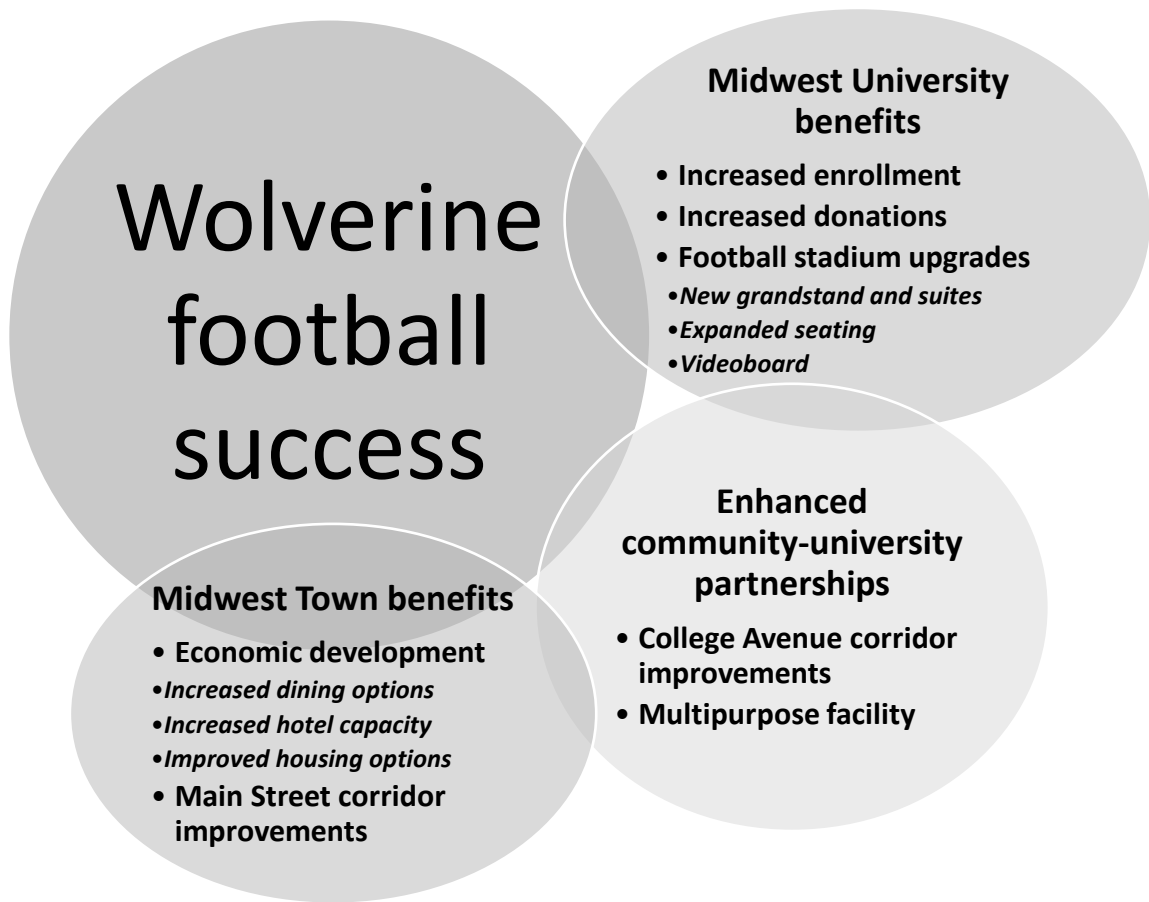 Wolverine
football
success
Midwest University
benefits
• Increased enrollment
• Increased donations
• Football stadium upgrades
•New grandstand and suites
•Expanded seating
•Videoboard
Enhanced
community-university
partnerships
• College Avenue corridor
improvements
• Multipurpose facility
Midwest Town benefits
• Economic development
•Increased dining options
•Increased hotel capacity
•Improved housing options
• Main Street corridor
improvements